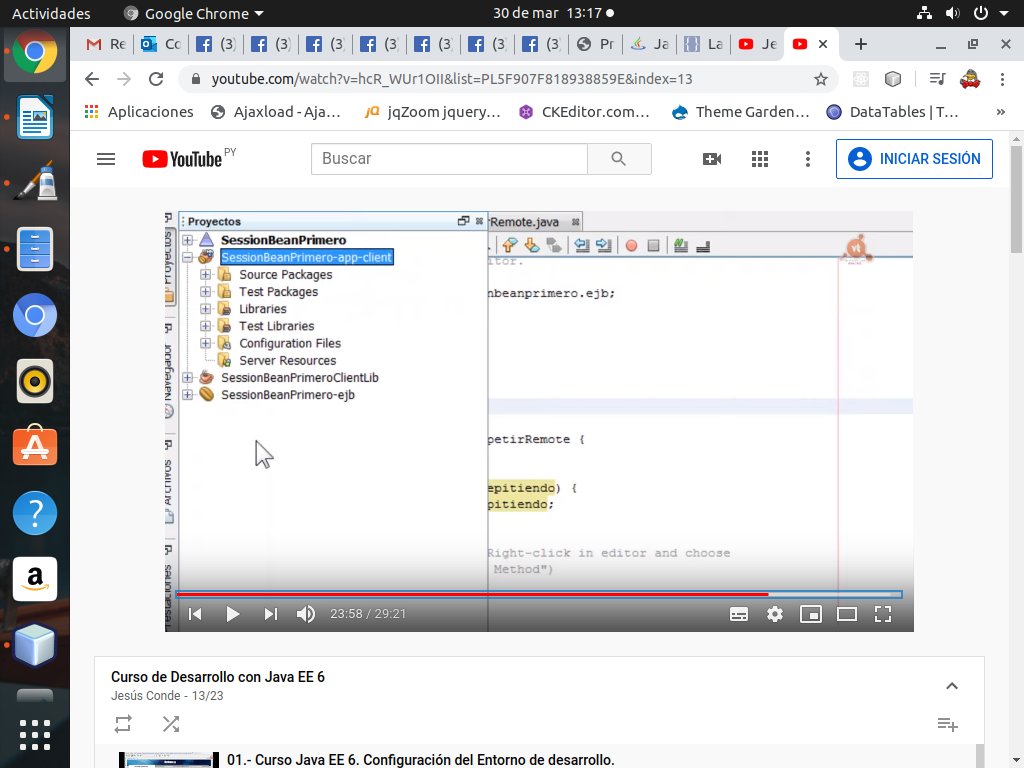 Actividades
Google Chrome
30 de mar 13:17
Re
Cc
(3)
(3)
(3)
(3)
(3)
(3)
(3)
Pr
Ja
La
Je
youtube.com/watch?v=hcR_WUr1OII&list=PL5F907F818938859E&index=13
Aplicaciones
Ajaxload - Aja…
jqZoom jquery…
CKEditor.com…
Theme Garden…
DataTables | T…
»
YouTube PY
Buscar
INICIAR SESIÓN
Proyectos
Remote.java
Proyectos
SessionBeanPrimero
SessionBeanPrimero-app-client
Source Packages
Test Packages
Libraries
Test Libraries
Configuration Files
Server Resources
SessionBeanPrimeroClientLib
SessionBeanPrimero-ejb
Navegador
Archivos
itor.
nbeanprimero.ejb;
petirRemote {
epitiendo) {
pitiendo;
Right-click in editor and choose
Method")
23:58 / 29:21
Curso de Desarrollo con Java EE 6
Jesús Conde - 13/23
01.- Curso Java EE 6. Configuración del Entorno de desarrollo.